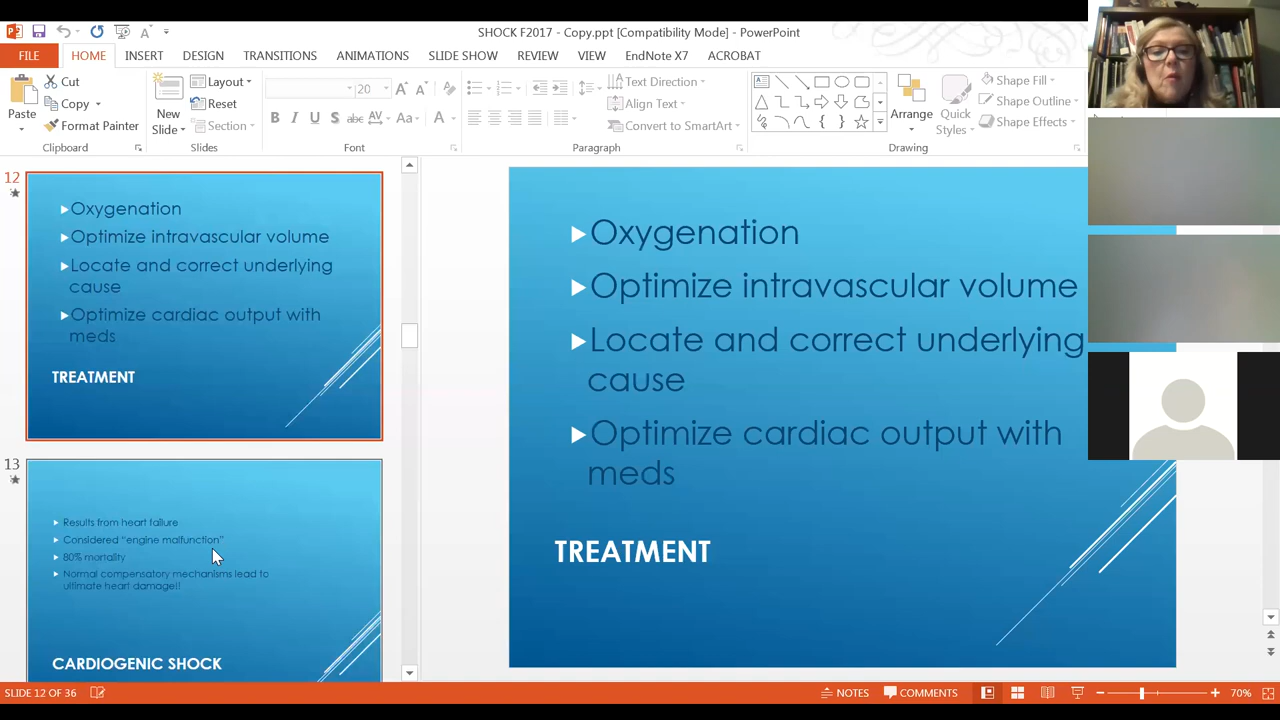 SHOCK F2017 - Copy.ppt [Compatibility Mode] - PowerPoint
FILE HOME INSERT DESIGN TRANSITIONS ANIMATIONS SLIDE SHOW REVIEW VIEW EndNote X7 ACROBAT
Paste
Cut
Copy
Format Painter
Clipboard
New
Slide
Layout
Reset
Section
Slides
20
Font
Text Direction
Align Text
Convert to SmartArt
Paragraph
Arrange
Quick
Styles
Shape Fill
Shape Outline
Shape Effects
Drawing
12
Oxygenation
Optimize intravascular volume
Locate and correct underlying
cause
Optimize cardiac output with
meds
TREATMENT
13
Results from heart failure
Considered “engine malfunction”
80% mortality
Normal compensatory mechanisms lead to
ultimate heart damage!!
CARDIOGENIC SHOCK
Oxygenation
Optimize intravascular volume
Locate and correct underlying
cause
Optimize cardiac output with
meds
TREATMENT
SLIDE 12 OF 36 NOTES COMMENTS 70%